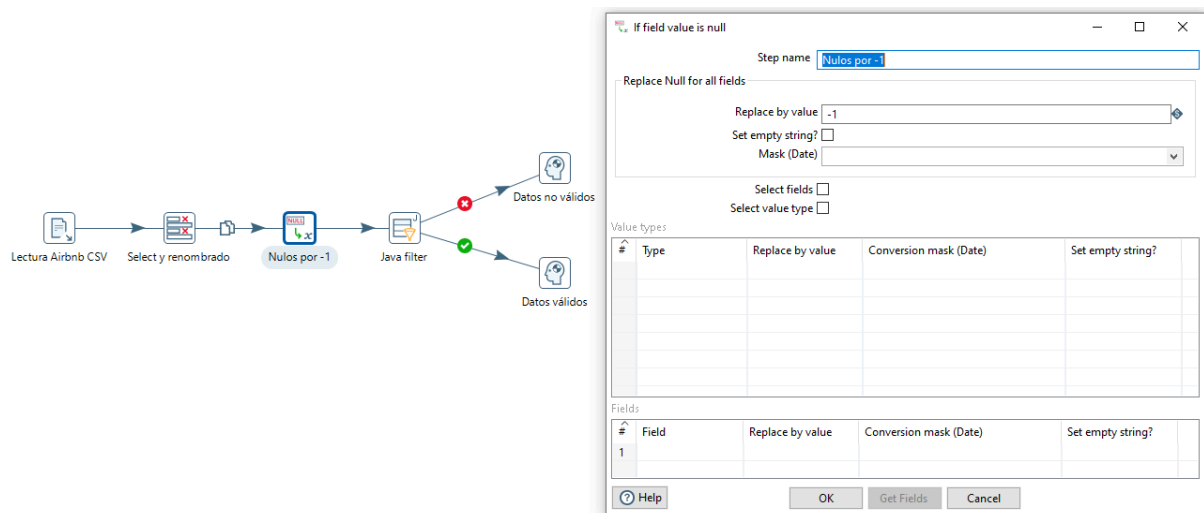 Lectura Airbnb CSV
Select y renombrado
NULL
x
Nulos por -1
J
Java filter
Datos no válidos
Datos válidos
If field value is null
Step name Nulos por -1
Replace Null for all fields
Replace by value -1
Set empty string?
Mask (Date)
Select fields
Select value type
Value types
# Type Replace by value Conversion mask (Date) Set empty string?
Fields
# Field Replace by value Conversion mask (Date) Set empty string?
1
Help OK Get Fields Cancel